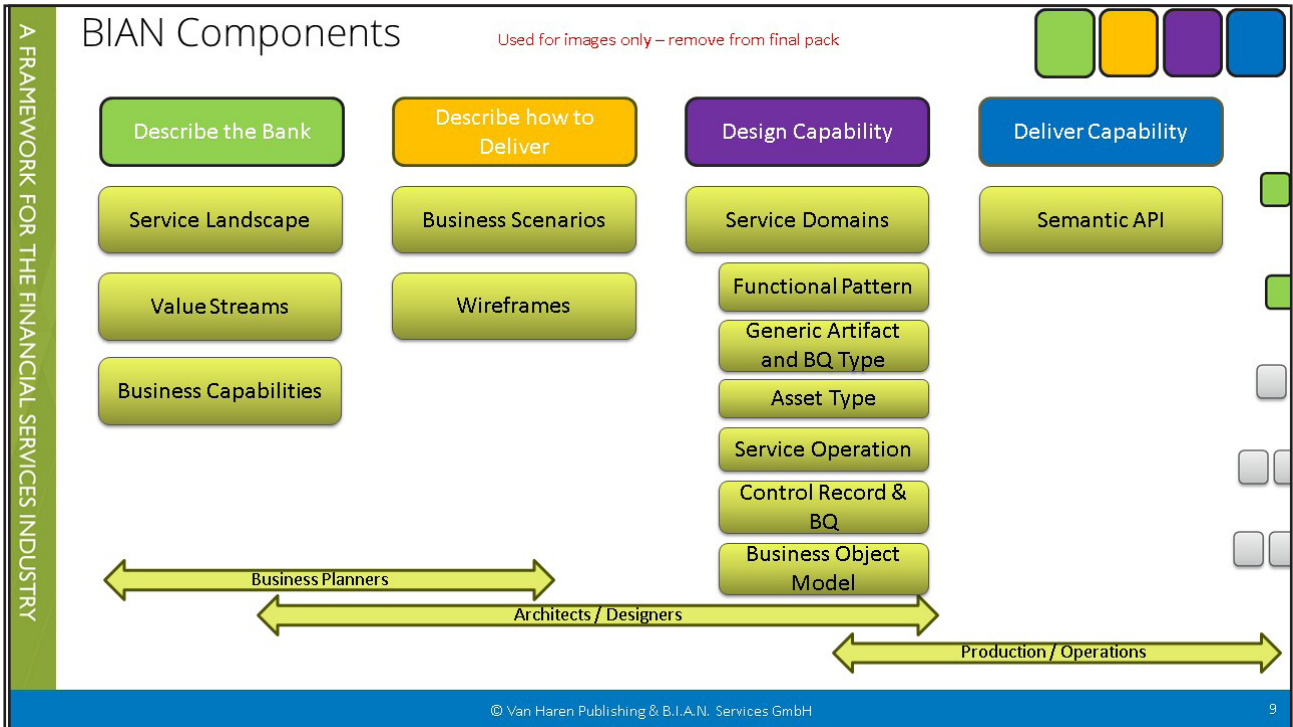 A FRAMEWORK FOR THE FINANCIAL SERVICES INDUSTRY
BIAN Components
Used for images only – remove from final pack
Describe the Bank
Service Landscape
Value Streams
Business Capabilities
Describe how to
Deliver
Business Scenarios
Wireframes
Design Capability
Service Domains
Functional Pattern
Generic Artifact
and BQ Type
Asset Type
Service Operation
Control Record &
BQ
Business Object
Model
Deliver Capability
Semantic API
Business Planners
Architects / Designers
Production / Operations
© Van Haren Publishing & B.I.A.N. Services GmbH
9